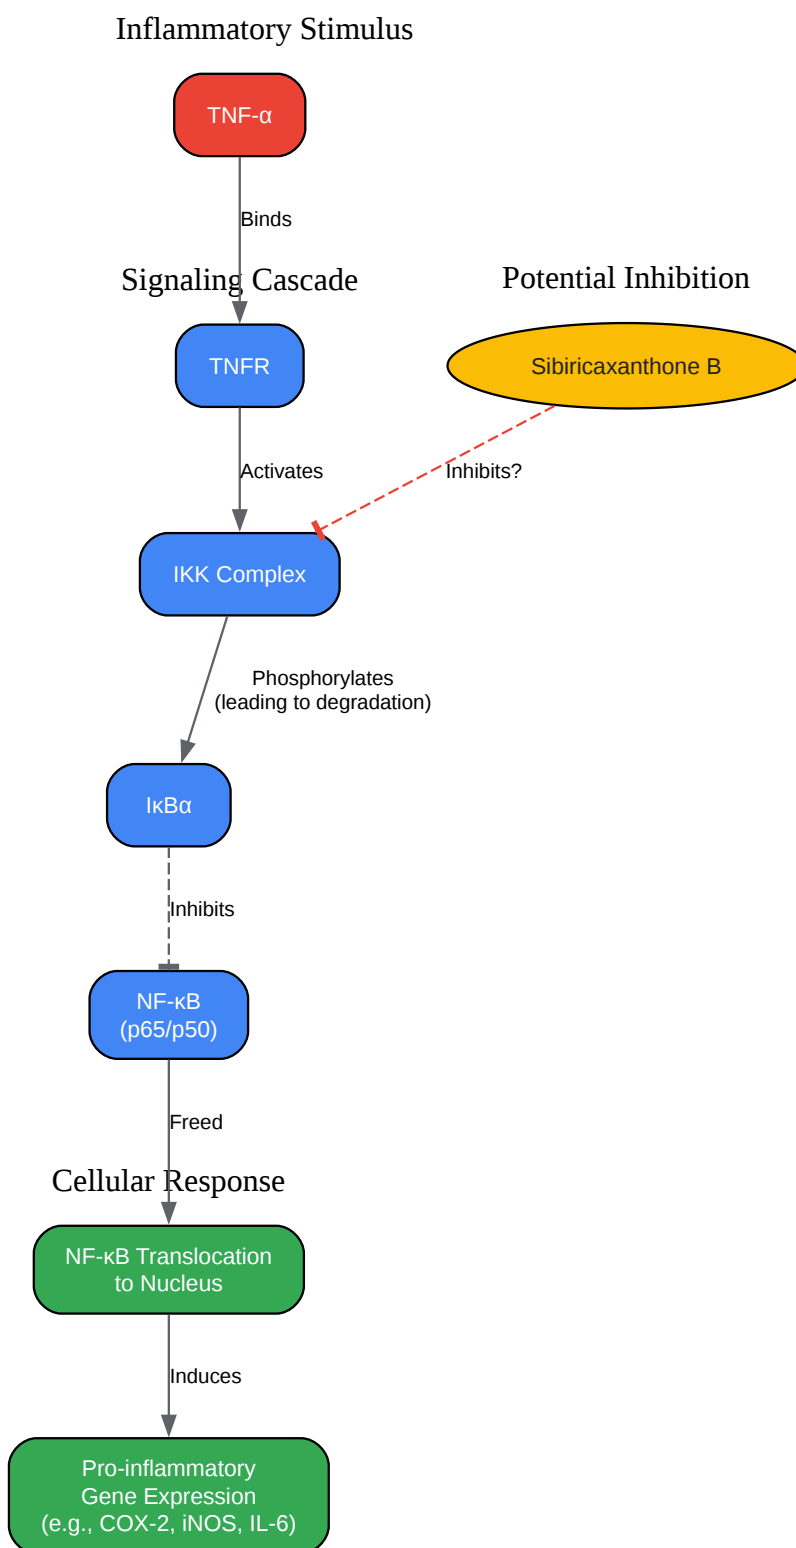 Inflammatory Stimulus
TNF-α
Binds
Signaling Cascade
Potential Inhibition
TNFR
Sibiricaxanthone B
Activates
Inhibits?
IKK Complex
Phosphorylates
(leading to degradation)
IκBα
Inhibits
NF-κB
(p65/p50)
Freed
Cellular Response
NF-κB Translocation
to Nucleus
Induces
Pro-inflammatory
Gene Expression
(e.g., COX-2, iNOS, IL-6)